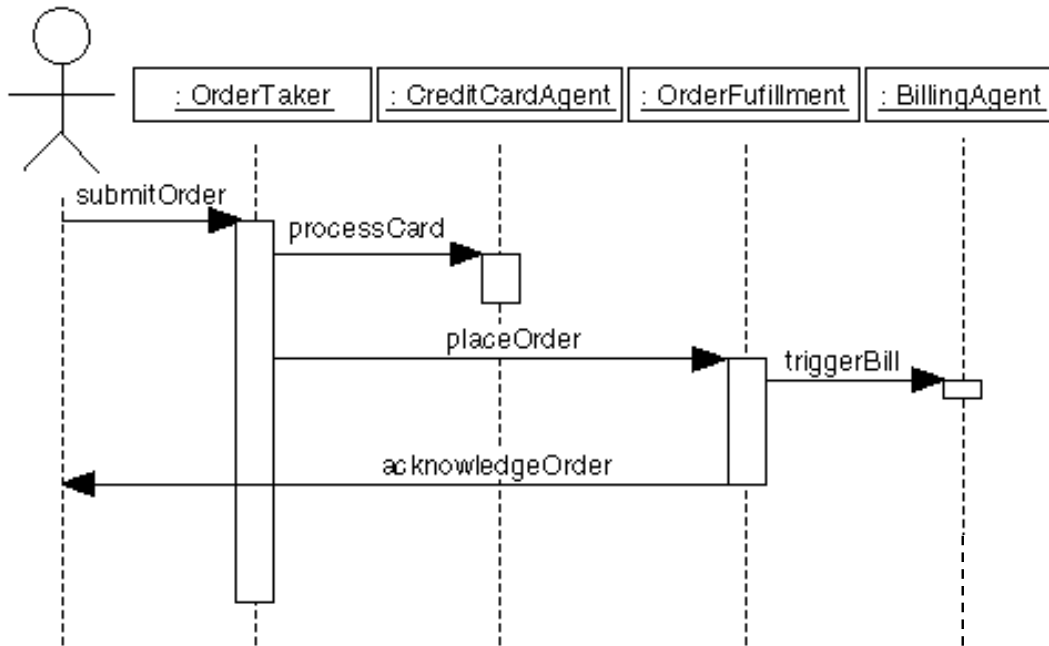 : OrderTaker
: CreditCardAgent
: OrderFufillment
: BillingAgent
submitOrder
processCard
placeOrder
triggerBill
acknowledgeOrder